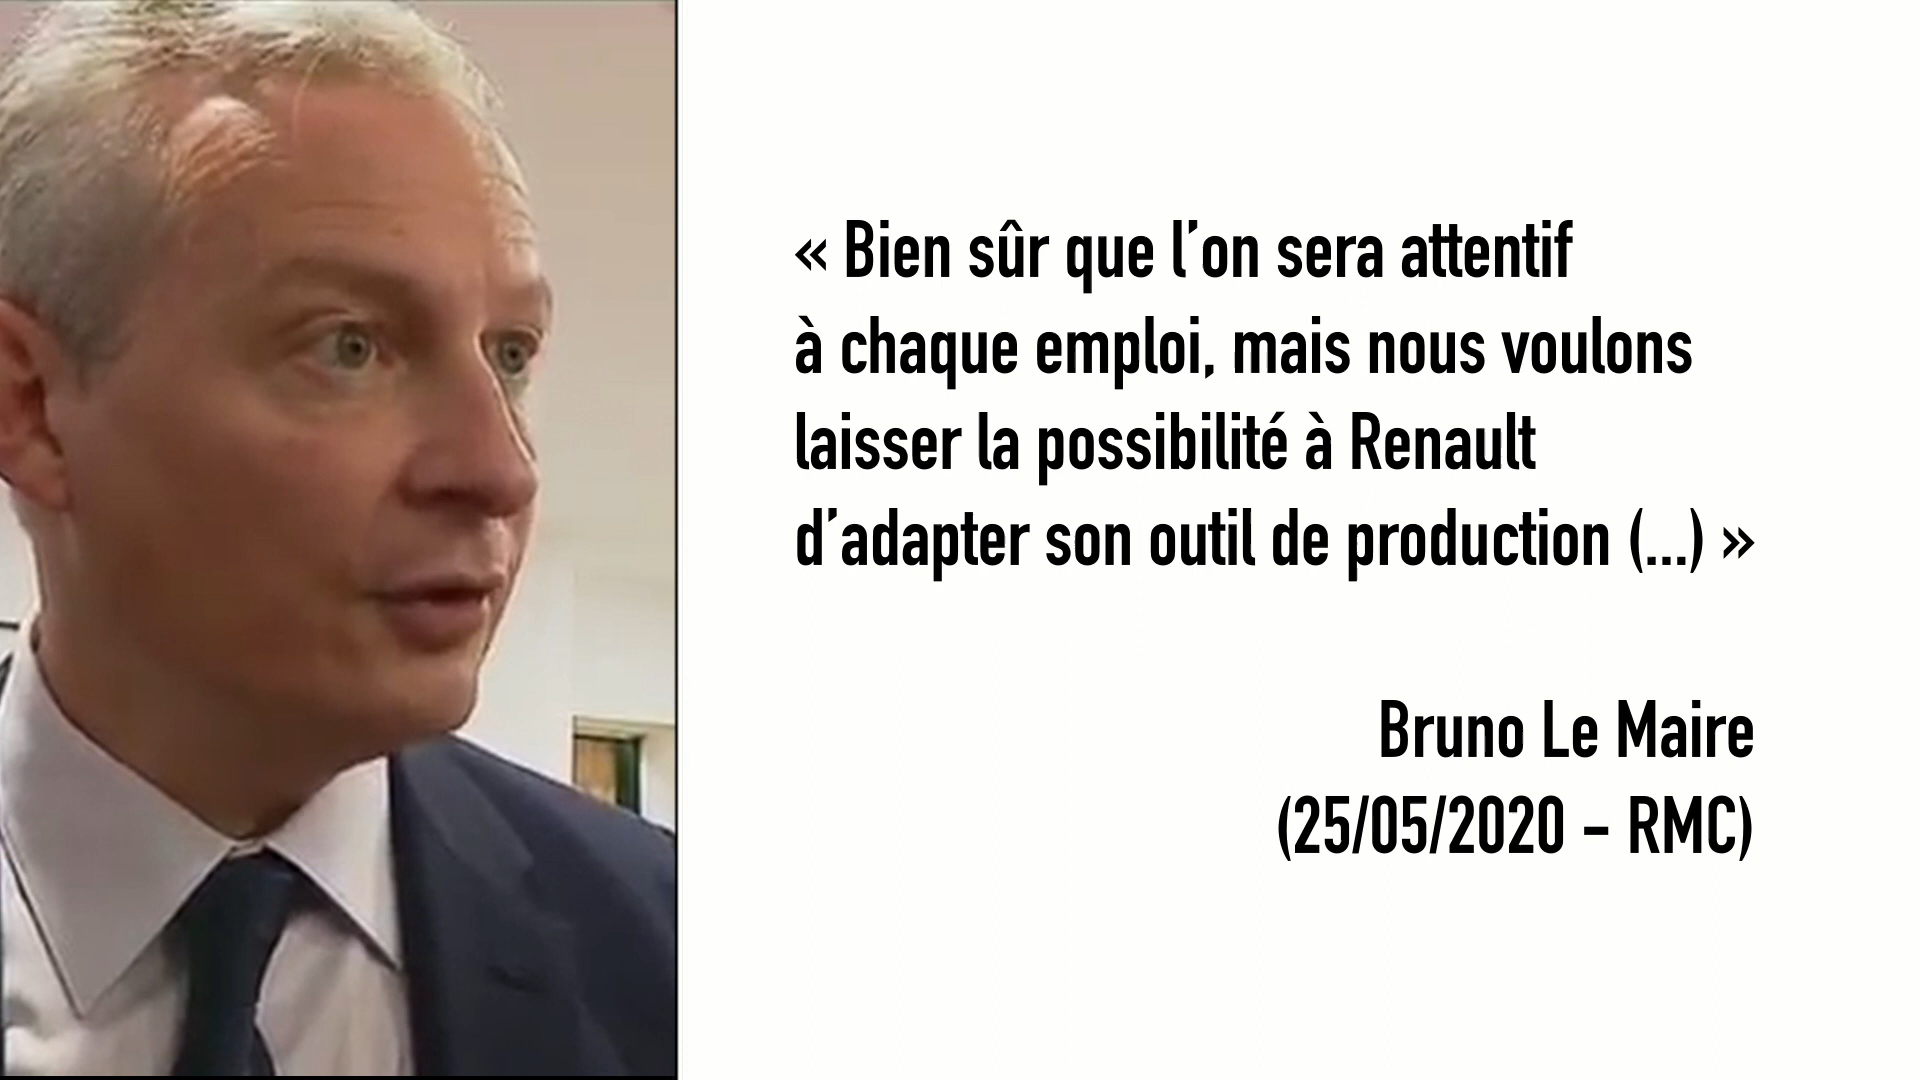 « Bien sûr que l’on sera attentif
à chaque emploi, mais nous voulons
laisser la possibilité à Renault
d’adapter son outil de production (...) »
Bruno Le Maire
(25/05/2020 – RMC)